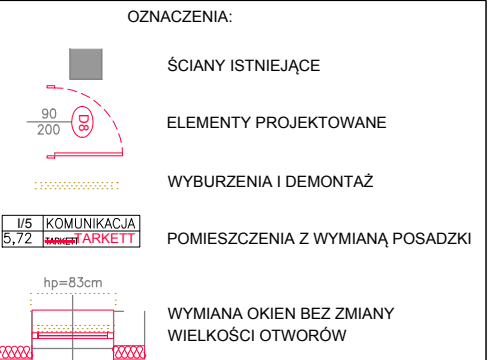 OZNACZENIA:
ŚCIANY ISTNIEJĄCE
90
200
D8
ELEMENTY PROJEKTOWANE
WYBURZENIA I DEMONTAŻ
I/5 KOMUNIKACJA
5,72 TARKETT TARKETT
POMIESZCZENIA Z WYMIANĄ POSADZKI
hp=83cm
WYMIANA OKIEN BEZ ZMIANY
WIELKOŚCI OTWORÓW